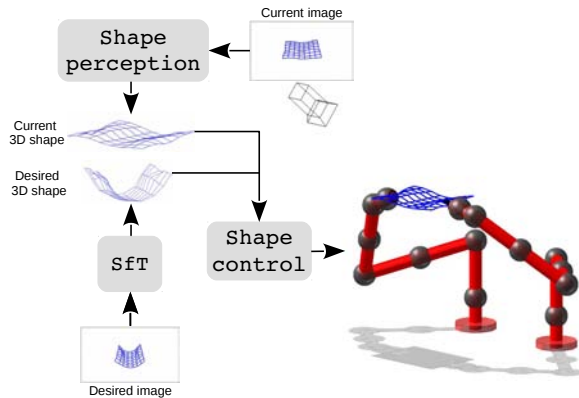 Current image
Shape
perception
Current
3D shape
Desired
3D shape
Shape
control
SfT
Desired image